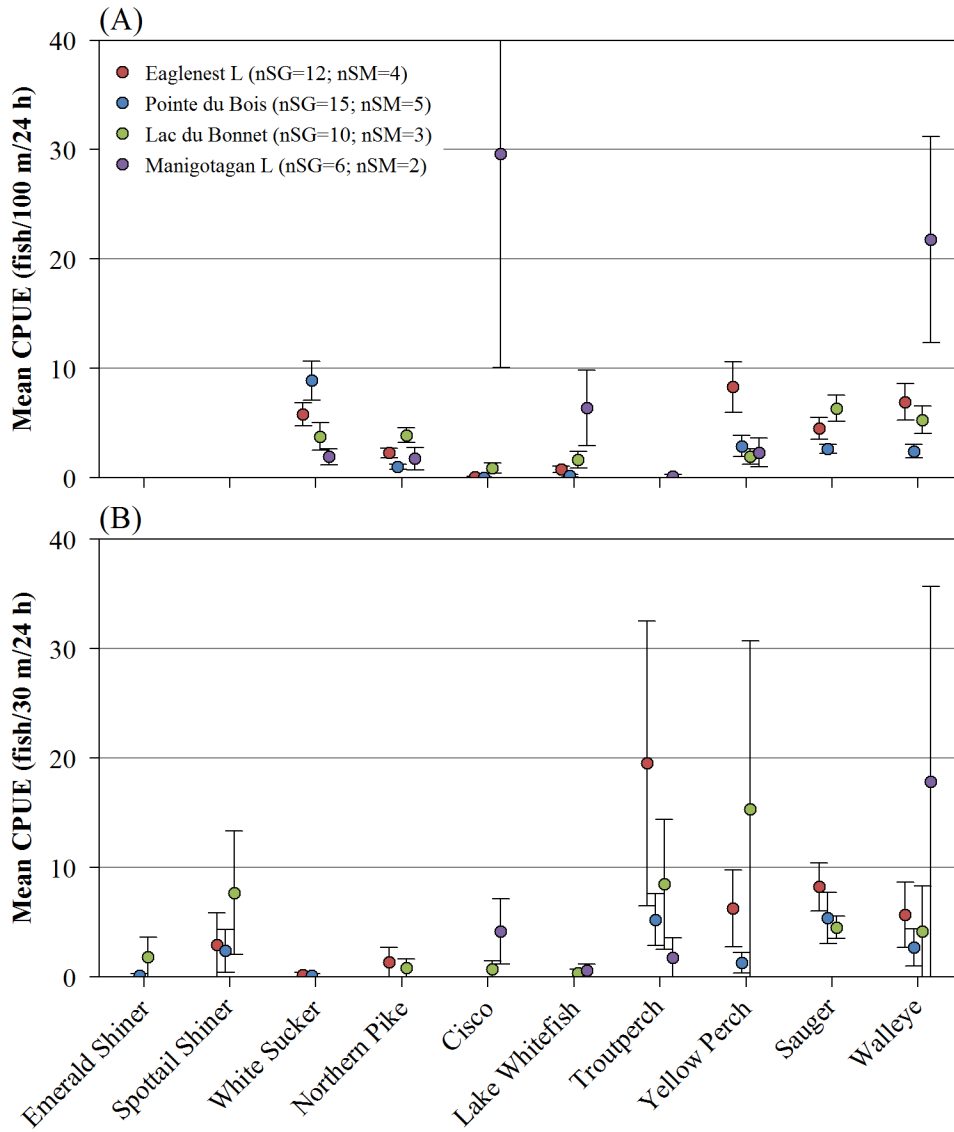 (A)
40
30
20
10
0
Mean CPUE (fish/100 m/24 h)
Eaglenest L (nSG=12; nSM=4)
Pointe du Bois (nSG=15; nSM=5)
Lac du Bonnet (nSG=10; nSM=3)
Manigotagan L (nSG=6; nSM=2)
(B)
40
30
20
10
0
Mean CPUE (fish/30 m/24 h)
Emerald Shiner
Spottail Shiner
White Sucker
Northern Pike
Cisco
Lake Whitefish
Troutperch
Yellow Perch
Sauger
Walleye